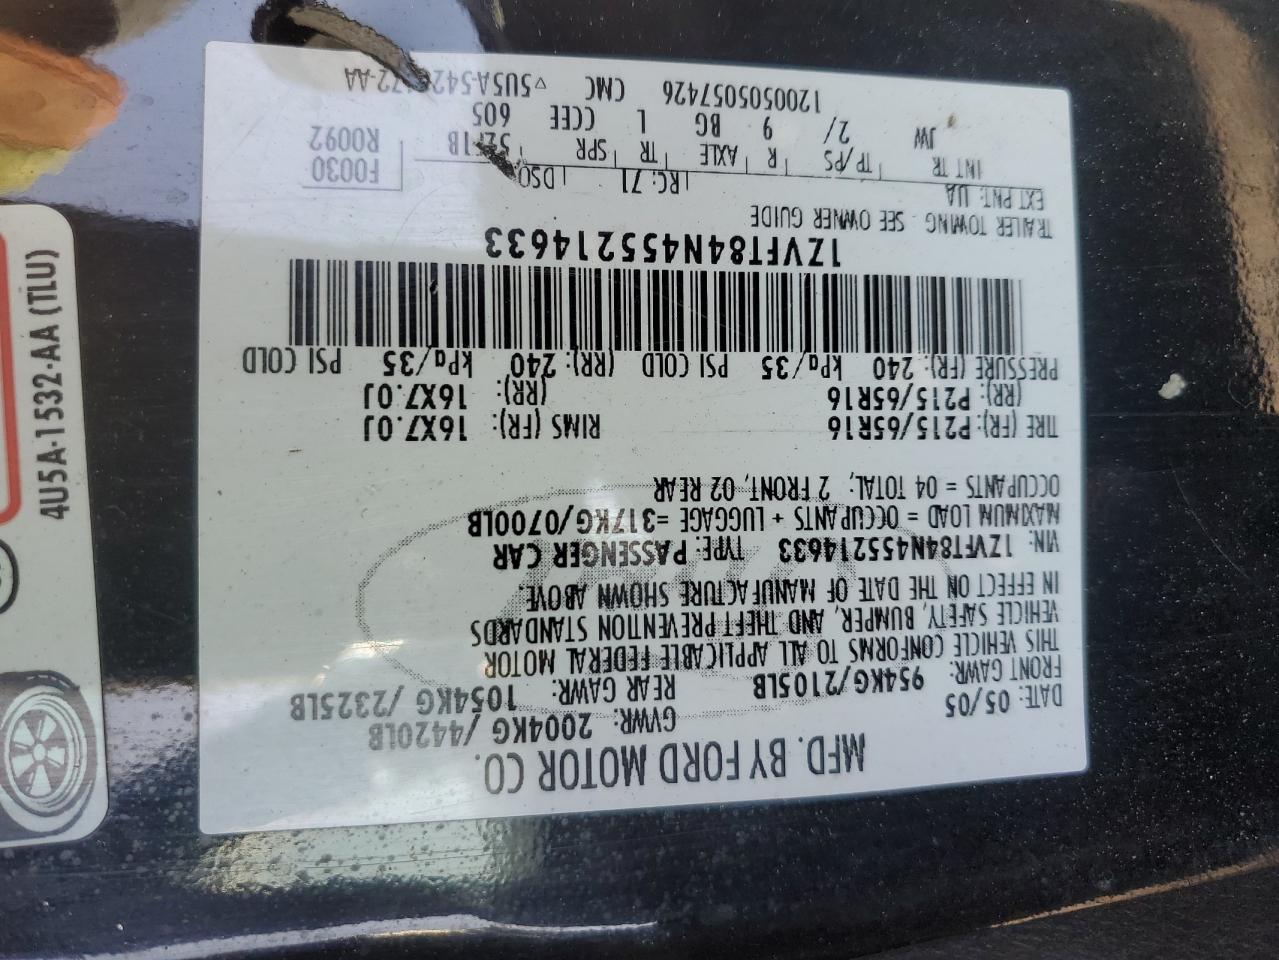 MFD. BY FORD MOTOR CO.
DATE: 05/05 GVWR: 2004KG /4420LB
FRONT GAWR: 954KG/2105LB REAR GAWR: 1054KG /2325LB
THIS VEHICLE CONFORMS TO ALL APPLICABLE FEDERAL MOTOR
VEHICLE SAFETY, BUMPER, AND THEFT PREVENTION STANDARDS
IN EFFECT ON THE DATE OF MANUFACTURE SHOWN ABOVE.
VIN: 1ZVFT84N455214633 TYPE: PASSENGER CAR
MAXIMUM LOAD = OCCUPANTS + LUGGAGE =317KG/0700LB
OCCUPANTS = 04 TOTAL: 2 FRONT, 02 REAR
TIRE (FR): P215/65R16 RIMS (FR): 16X7.0J
(RR): P215/65R16 (RR): 16X7.0J
PRESSURE (FR): 240 kPa/35 PSI COLD (RR): 240 kPa/35 PSI COLD
1ZVFT84N455214633
TRAILER TOWING - SEE OWNER GUIDE
EXT PNT: UA RC: 71 DSO: F0030
INT TR TP/PS R AXLE TR SPR R0092
JW 2/ 9 BG L CCEE 605
120050505057426 CMC ▽5U5A-54 72-AA
4U5A-1532-AA (TLU)